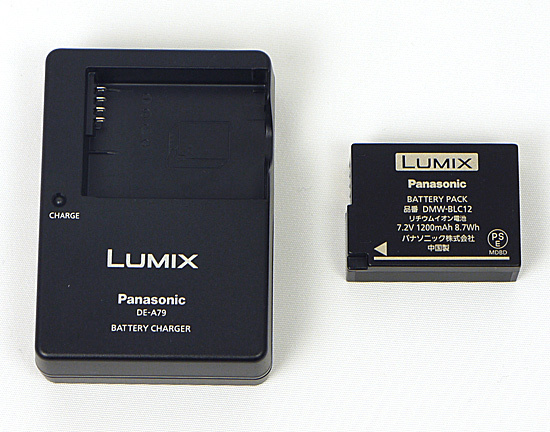 CHARGE
LUMIX
Panasonic
DE-A79
BATTERY CHARGER
LUMIX
Panasonic
BATTERY PACK
品番 DMW-BLC12
リチウムイオン電池
7.2V 1200mAh 8.7Wh
パナソニック株式会社
中国製
PS
E
MDBD